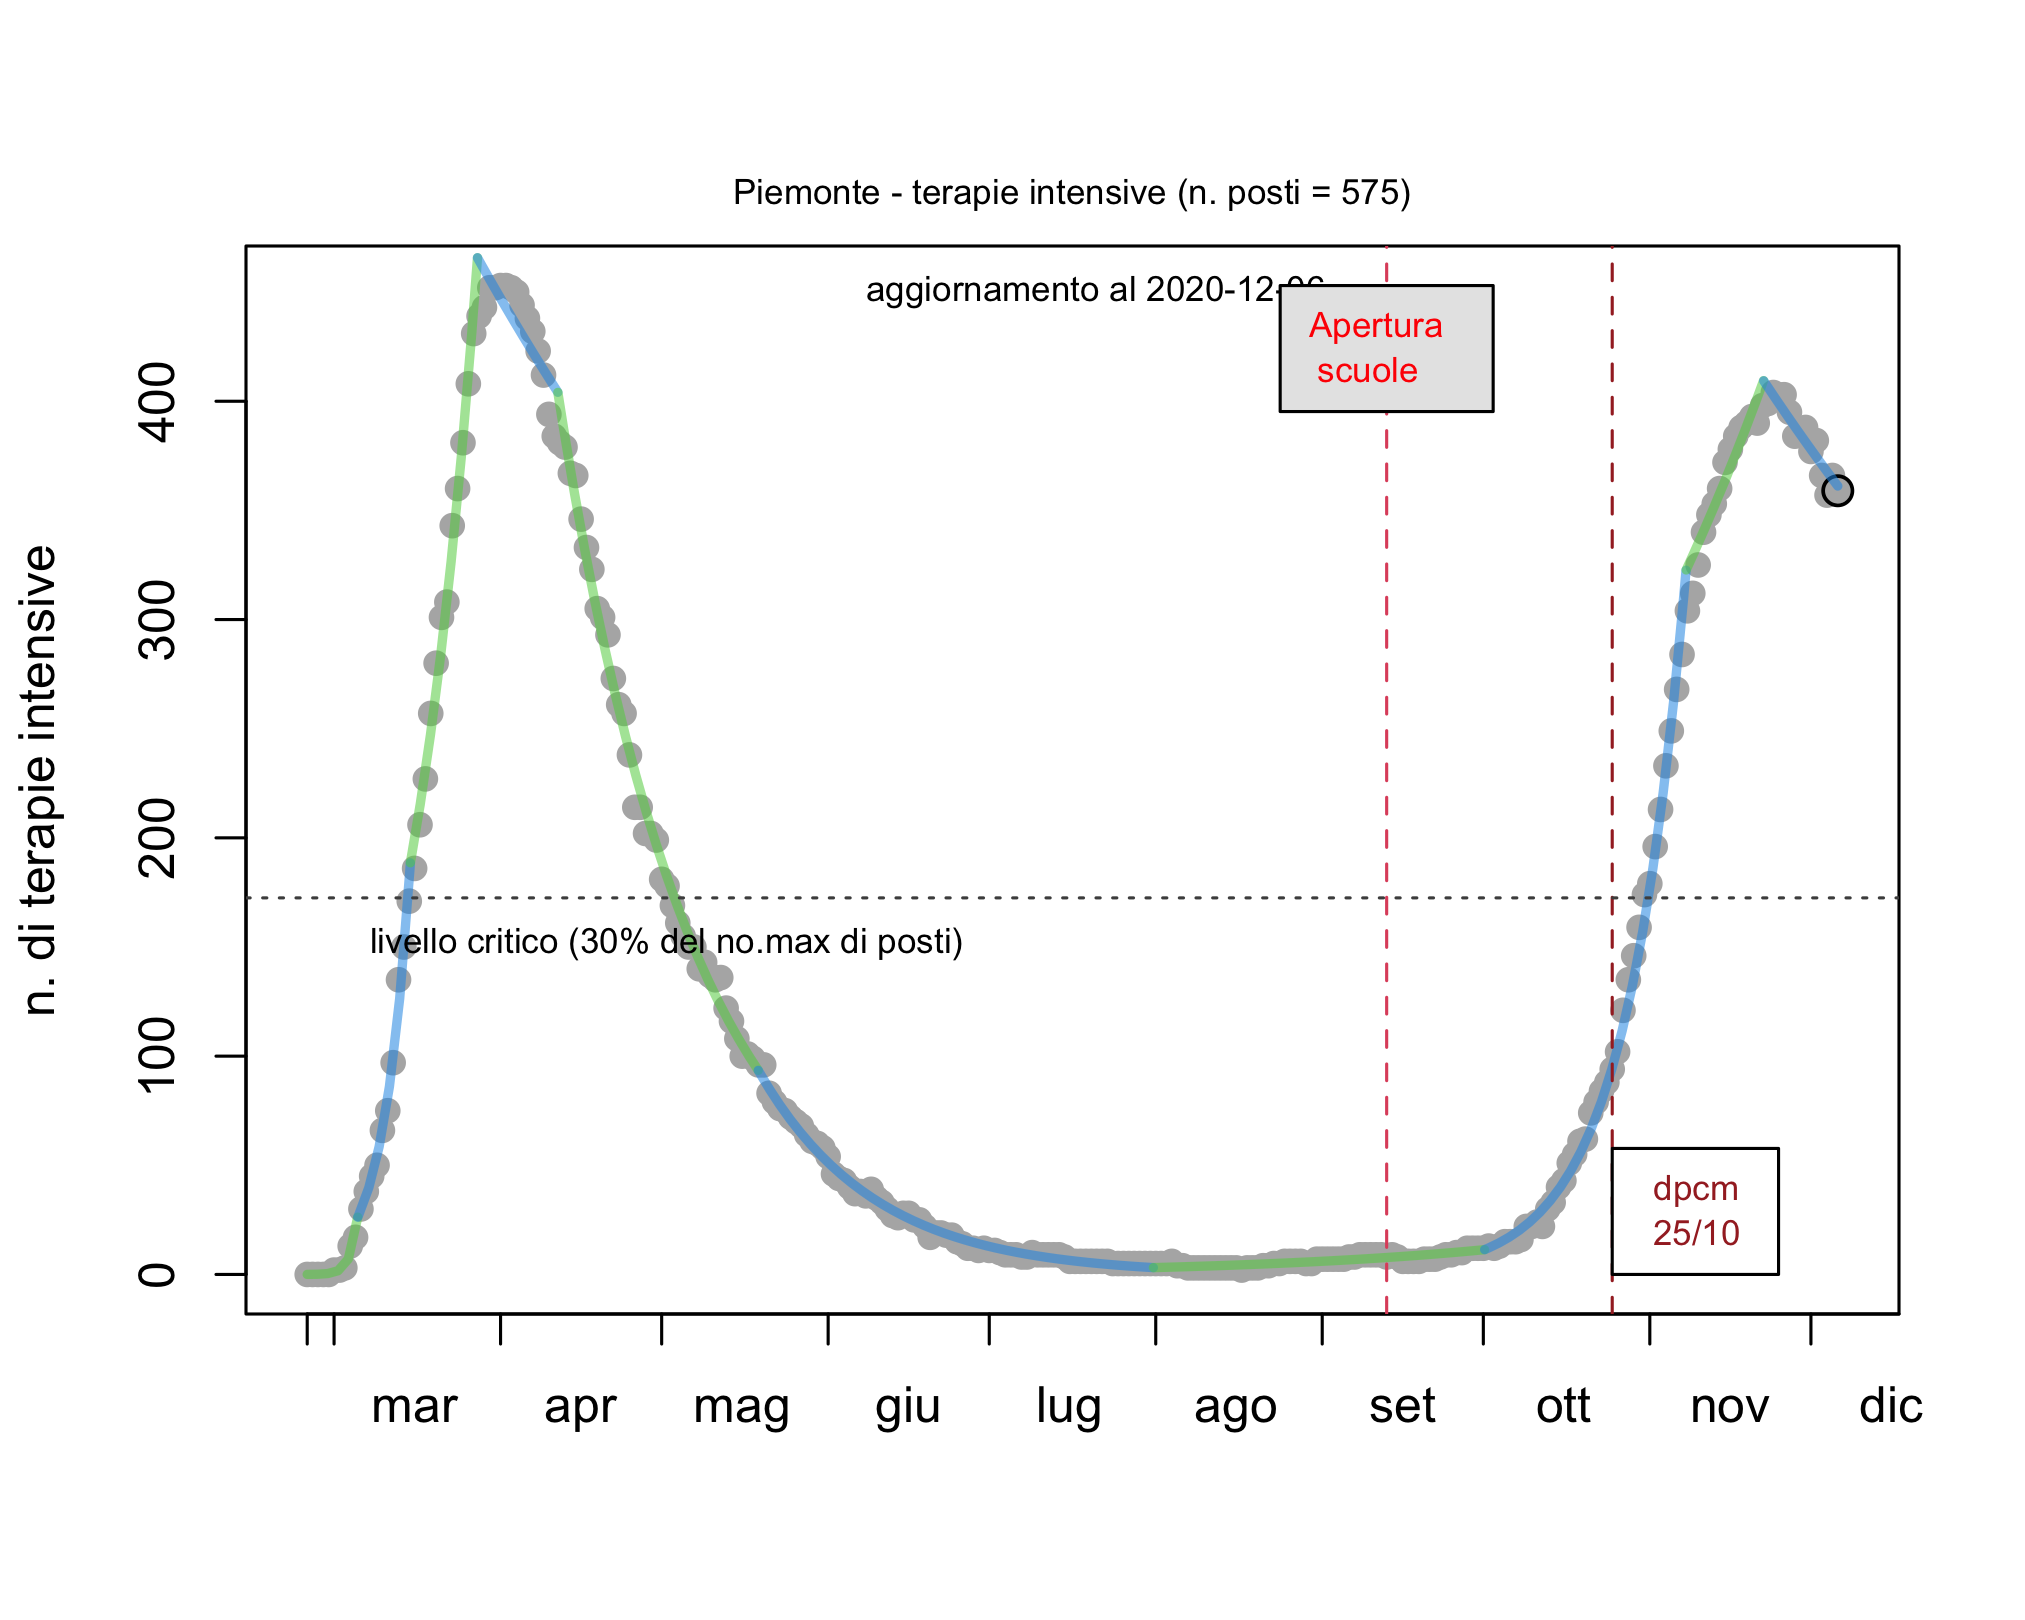 Piemonte - terapie intensive (n. posti = 575)
aggiornamento al 2020-12-06
Apertura
scuole
n. di terapie intensive
400
300
200
100
0
livello critico (30% del no.max di posti)
dpcm
25/10
mar apr mag giu lug ago set ott nov dic